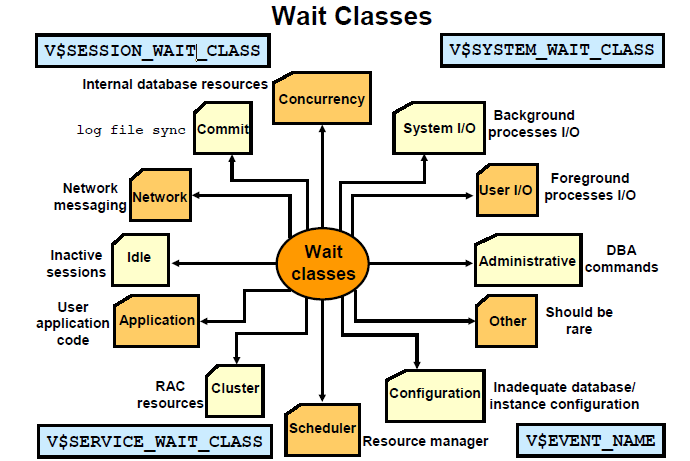 Wait Classes
V$SESSION_WAIT_CLASS
V$SYSTEM_WAIT_CLASS
Internal database resources
Concurrency
log file sync
Commit
System I/O
Background
processes I/O
Network
messaging
Network
User I/O
Foreground
processes I/O
Inactive
sessions
Idle
Wait
classes
Administrative
DBA
commands
User
application
code
Application
Other
Should be
rare
RAC
resources
Cluster
Configuration
Inadequate database/
instance configuration
Scheduler
Resource manager
V$SERVICE_WAIT_CLASS
V$EVENT_NAME